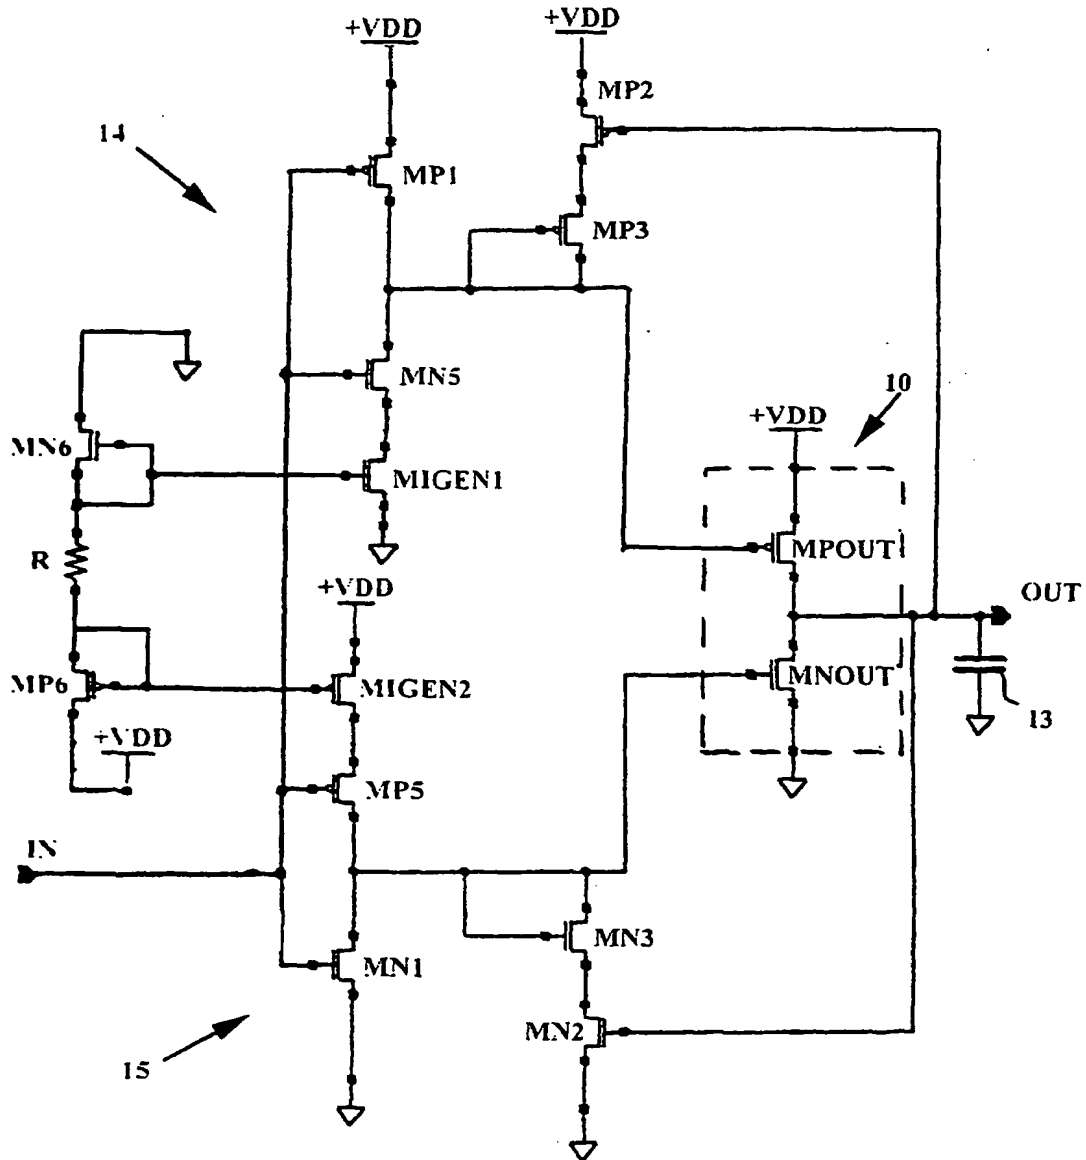 +VDD
+VDD
MP2
14
MP1
MP3
MN5
10
+VDD
MN6
MIGEN1
MPOUT
R
+VDD
OUT
MNOUT
MP6
MIGEN2
13
+VDD
MP5
IN
MN3
MN1
MN2
15